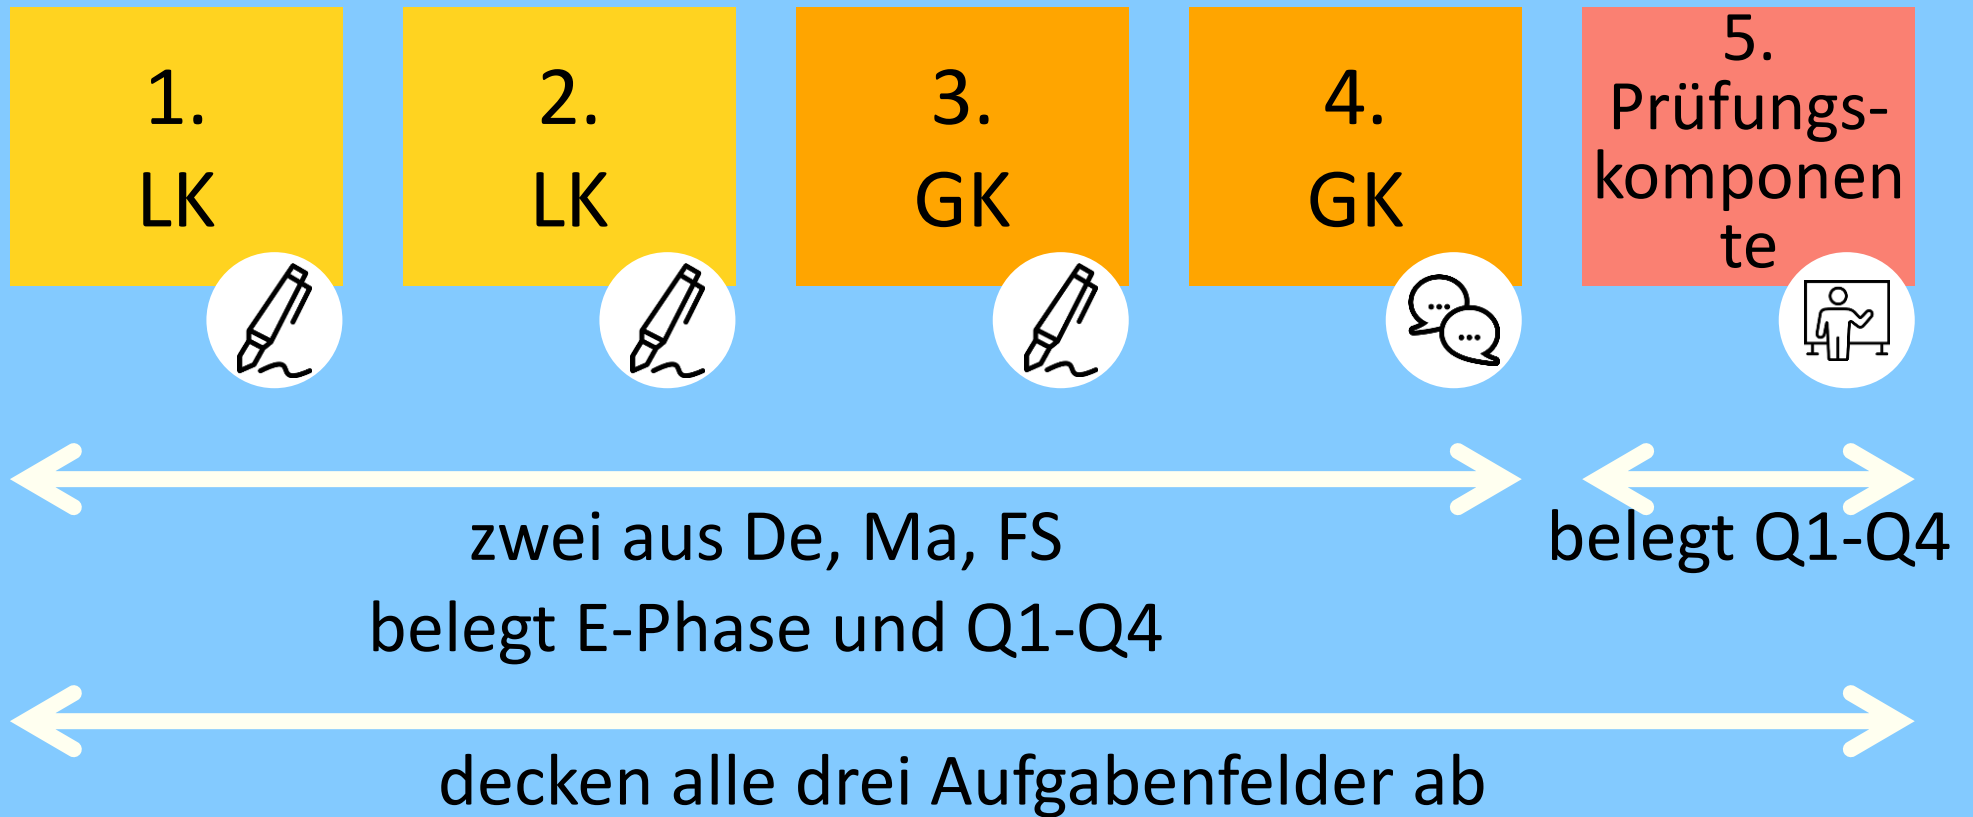 1.
LK
2.
LK
3.
GK
4.
GK
5.
Prüfungs-
komponen
te
zwei aus De, Ma, FS
belegt E-Phase und Q1-Q4
belegt Q1-Q4
decken alle drei Aufgabenfelder ab